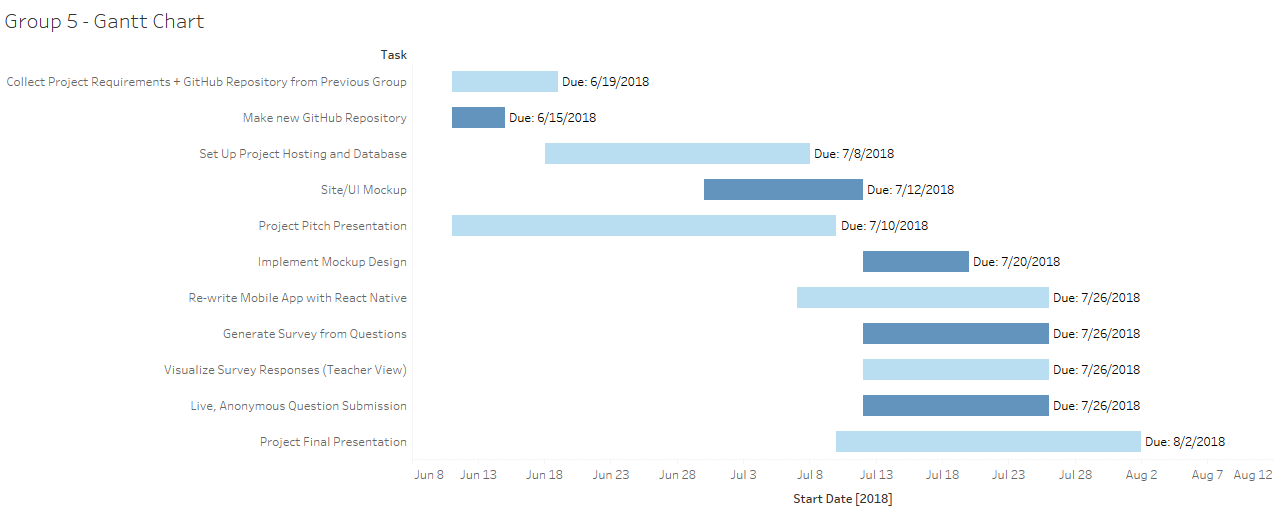 Group 5 - Gantt Chart
Task
Collect Project Requirements + GitHub Repository from Previous Group Due: 6/19/2018
Make new GitHub Repository Due: 6/15/2018
Set Up Project Hosting and Database Due: 7/8/2018
Site/UI Mockup Due: 7/12/2018
Project Pitch Presentation Due: 7/10/2018
Implement Mockup Design Due: 7/20/2018
Re-write Mobile App with React Native Due: 7/26/2018
Generate Survey from Questions Due: 7/26/2018
Visualize Survey Responses (Teacher View) Due: 7/26/2018
Live, Anonymous Question Submission Due: 7/26/2018
Project Final Presentation Due: 8/2/2018
Jun 8 Jun 13 Jun 18 Jun 23 Jun 28 Jul 3 Jul 8 Jul 13 Jul 18 Jul 23 Jul 28 Aug 2 Aug 7 Aug 12
Start Date [2018]